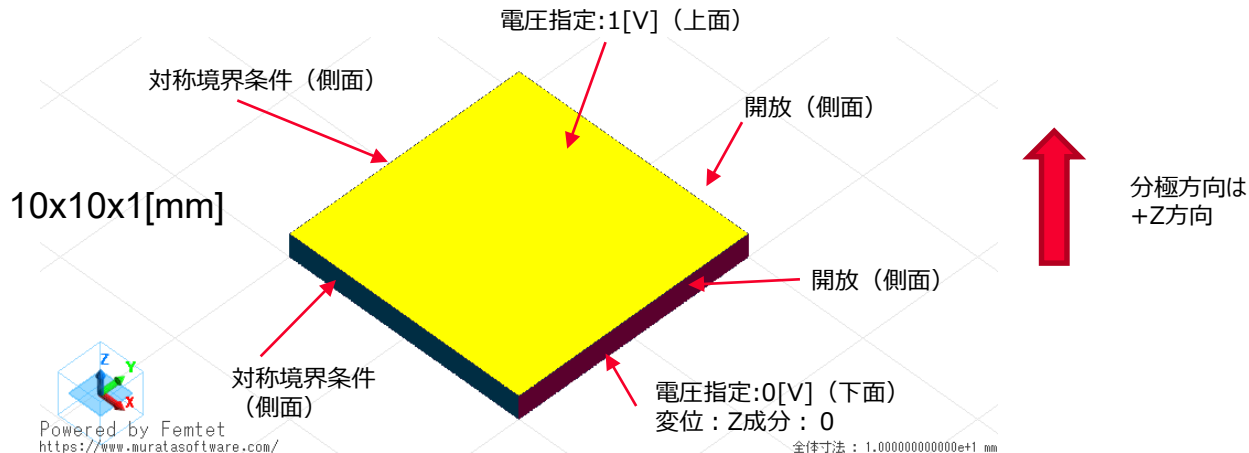 電圧指定:1[V]（上面）
対称境界条件（側面）
開放（側面）
10x10x1[mm]
分極方向は
+Z方向
開放（側面）
対称境界条件
（側面）
電圧指定:0[V]（下面）
変位：Z成分： 0
Z
Y
X
Powered by Femtet
https://www.muratasoftware.com/
全体寸法 : 1.000000000000e+1 mm